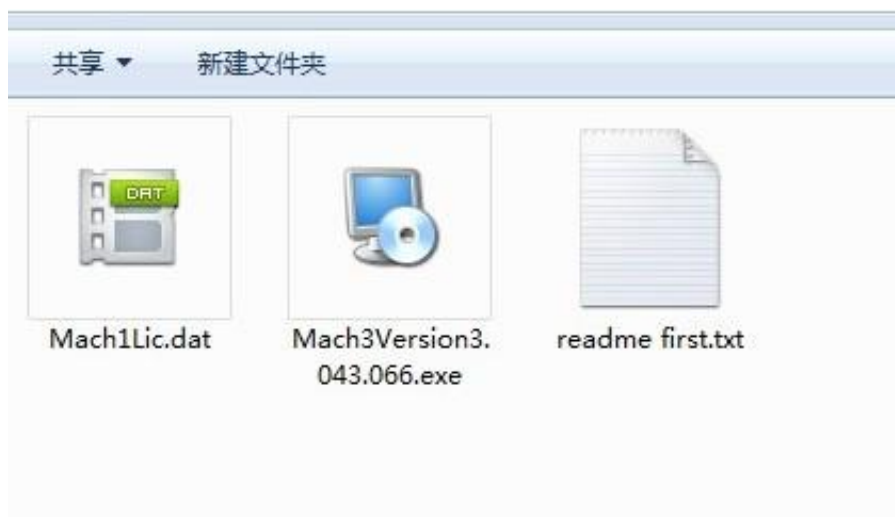 共享
新建文件夹
DAT
Mach1Lic.dat
Mach3Version3.
043.066.exe
readme first.txt